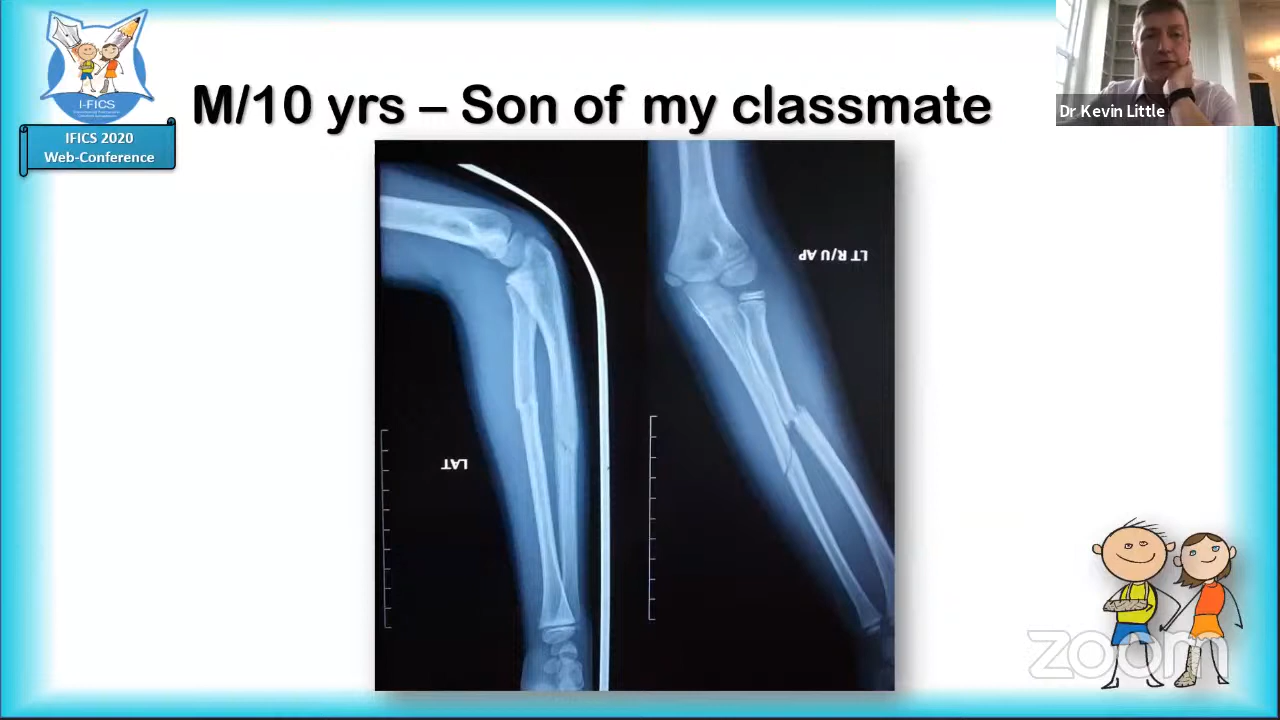 I-FICS
IFICS 2020
Web-Conference
M/10 yrs – Son of my classmate
Dr Kevin Little
LT R/U AP
LAT
zoom